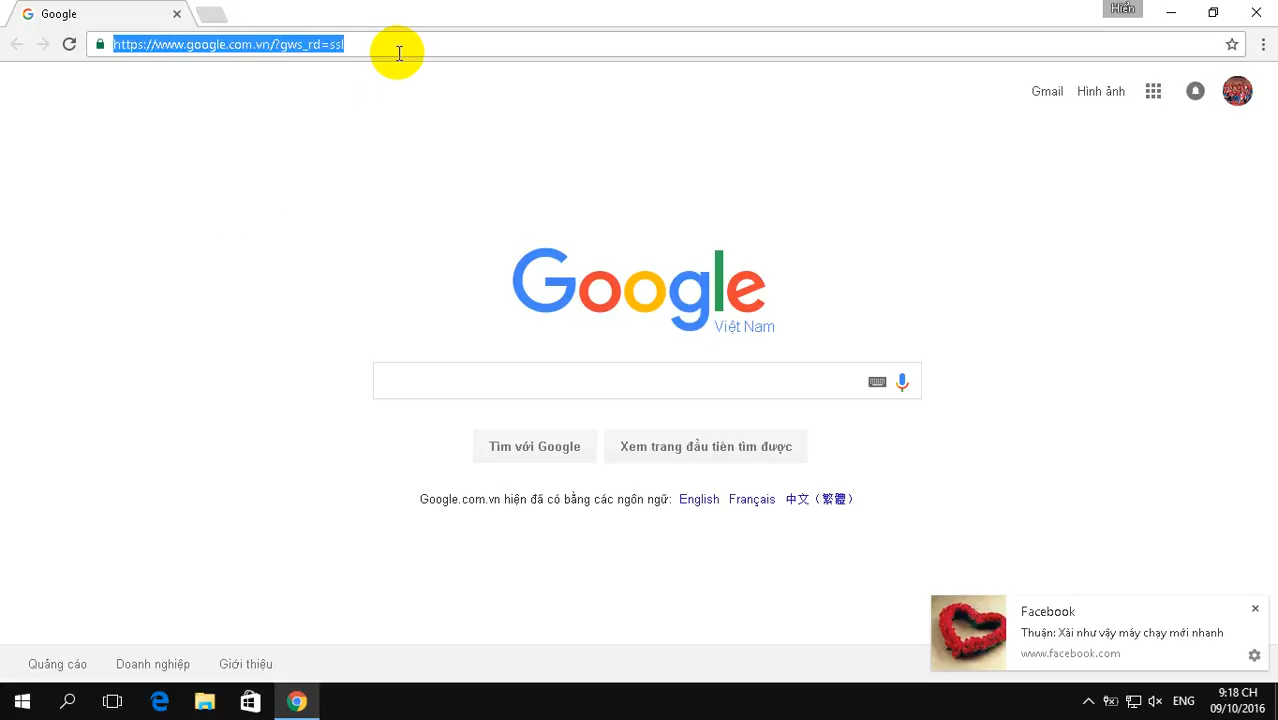 Google
Hiển
https://www.google.com.vn/?gws_rd=ssl
Gmail Hình ảnh
Google
Việt Nam
Tìm với Google Xem trang đầu tiên tìm được
Google.com.vn hiện đã có bằng các ngôn ngữ: English Français 中文（繁體）
Facebook
Thuận: Xài như vậy máy chạy mới nhanh
www.facebook.com
Quảng cáo Doanh nghiệp Giới thiệu
ENG
9:18 CH
09/10/2016